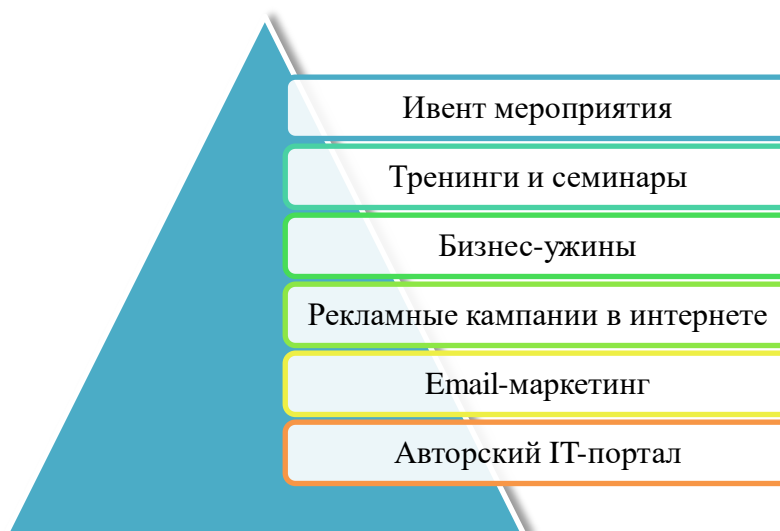 Ивент мероприятия
Тренинги и семинары
Бизнес-ужины
Рекламные кампании в интернете
Email-маркетинг
Авторский IT-портал